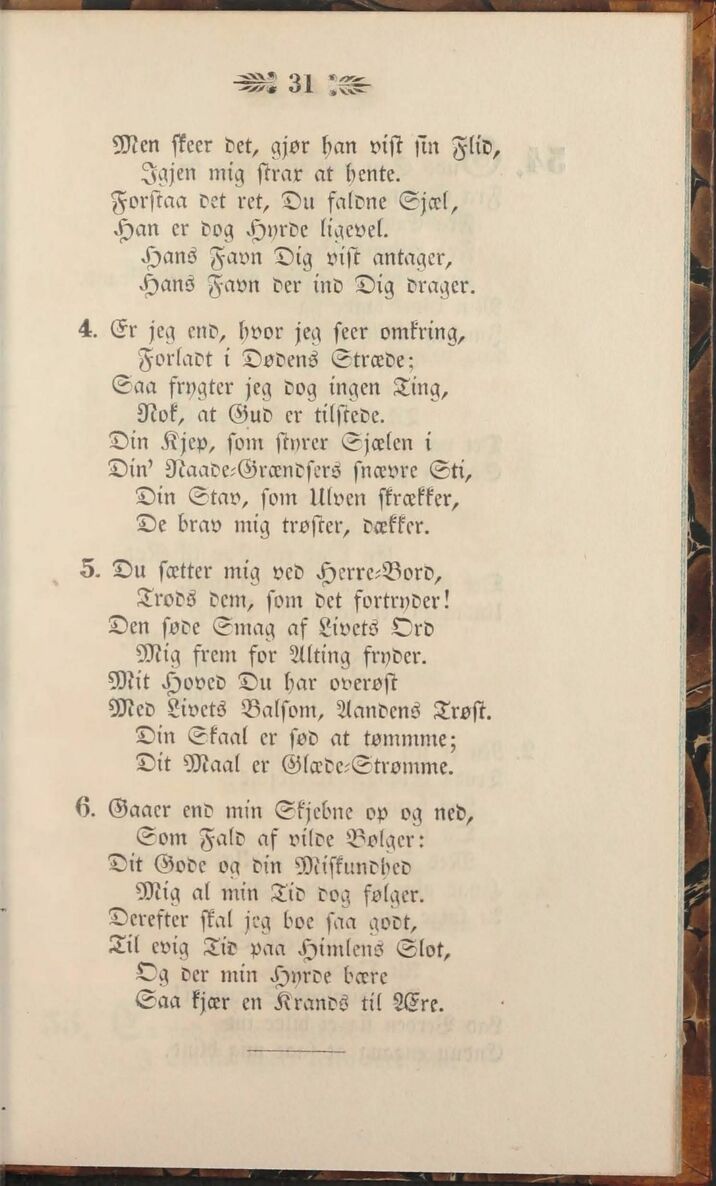 31
Men skeer det, gjør han vist sin Flid,
Igjen mig strax at hente.
Forstaa det ret, Du faldne Sjæl,
Han er dog Hyrde ligevel.
Hans Favn Dig vist antager,
Hans Favn der ind Dig drager.
4. Er jeg end, hvor jeg seer omkring,
Forladt i Dødens Stræde;
Saa frygter jeg dog ingen Ting,
Nok, at Gud er tilstede.
Din Kjep, som styrer Sjælen i
Din' Naade-Grændsers snævre Sti,
Din Stav, som Ulven skrækker,
De brav mig trøster, dækker.
5. Du sætter mig ved Herre-Bord,
Trods dem, som det fortryder!
Den søde Smag af Livets Ord
Mig frem for Alting fryder.
Mit Hoved Du har overøst
Med Livets Balsom, Aandens Trøst.
Din Skaal er sød at tømmme;
Dit Maal er Glæde-Strømme.
6. Gaaer end min Skjebne op og ned,
Som Fald af vilde Bølger:
Dit Gode og din Miskundhed
Mig al min Tid dog følger.
Derefter skal jeg boe saa godt,
Til evig Tid paa Himlens Slot,
Og der min Hyrde bære
Saa kjær en Krands til Ære.